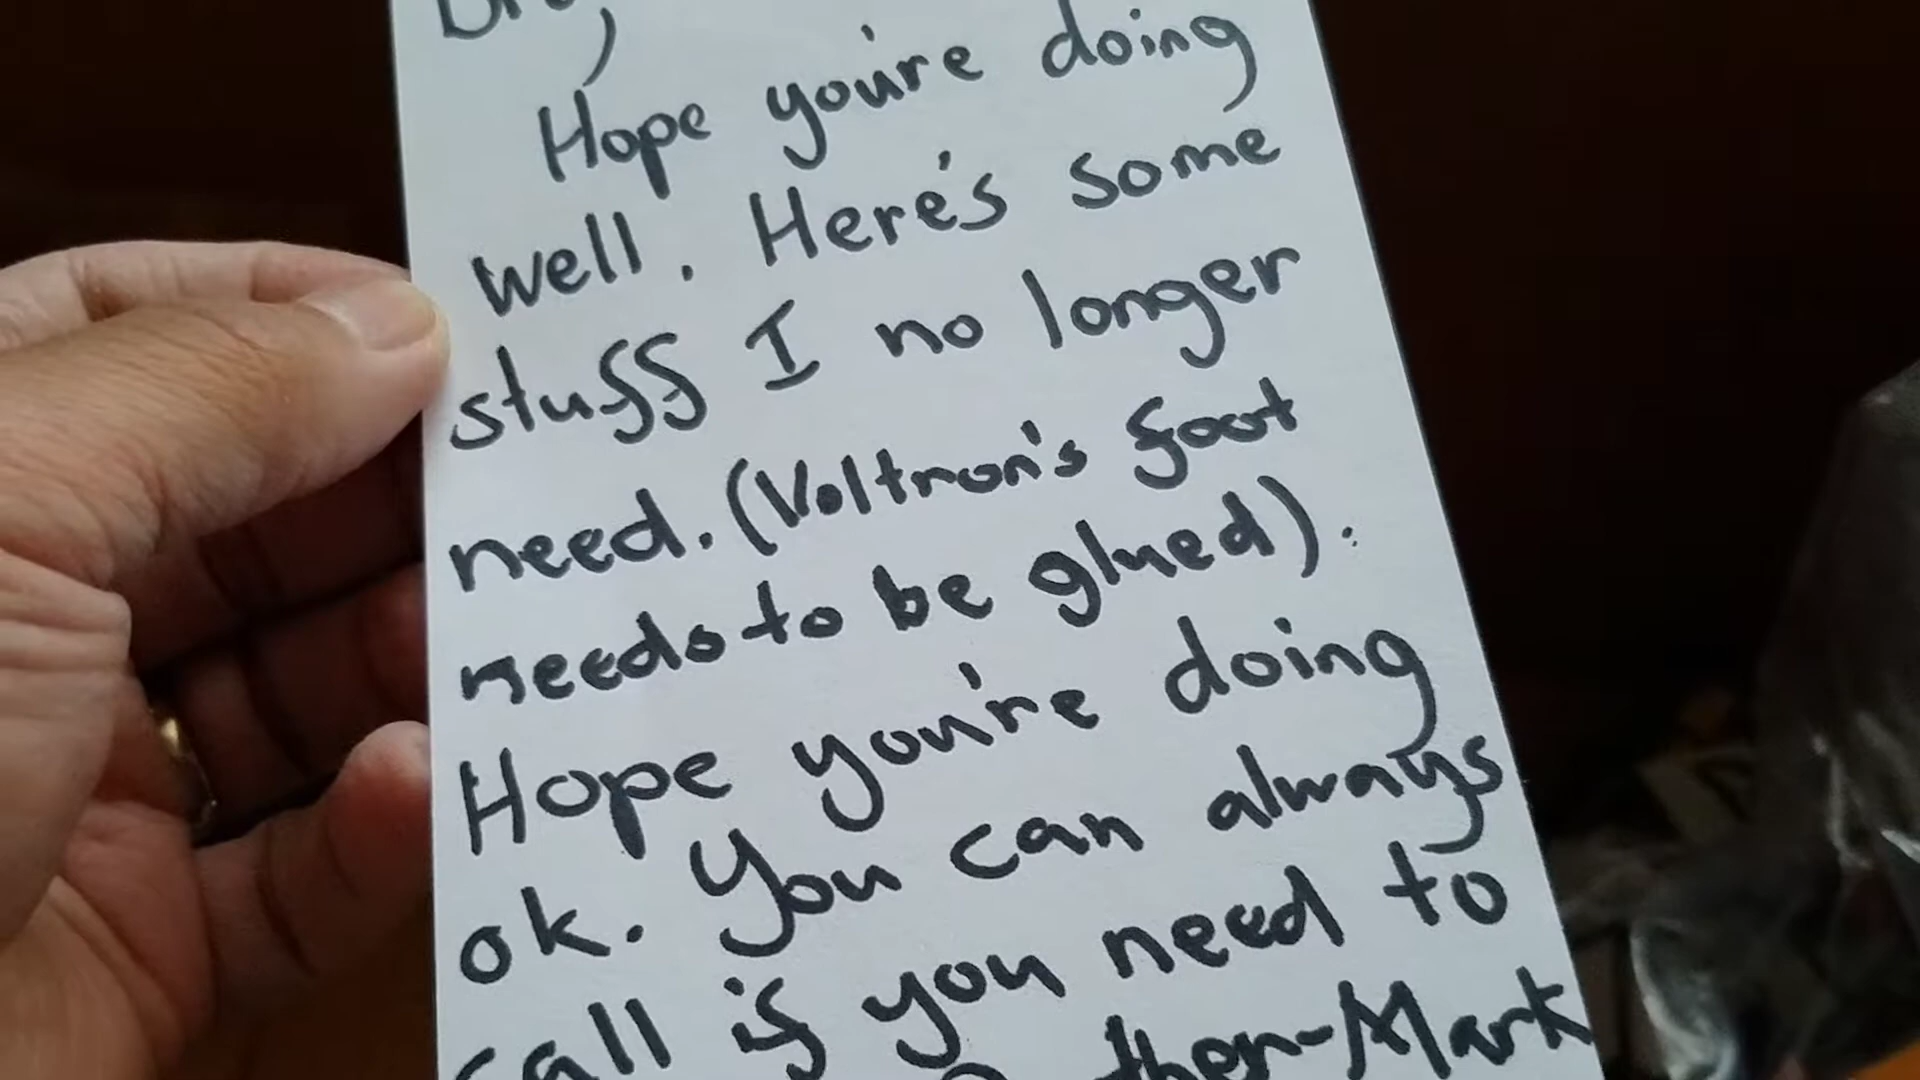 Hope you're doing
well. Here's some
stuff I no longer
need. (Voltron's foot
needs to be glued).
Hope you're doing
ok. You can always
call if you need to
-Mark